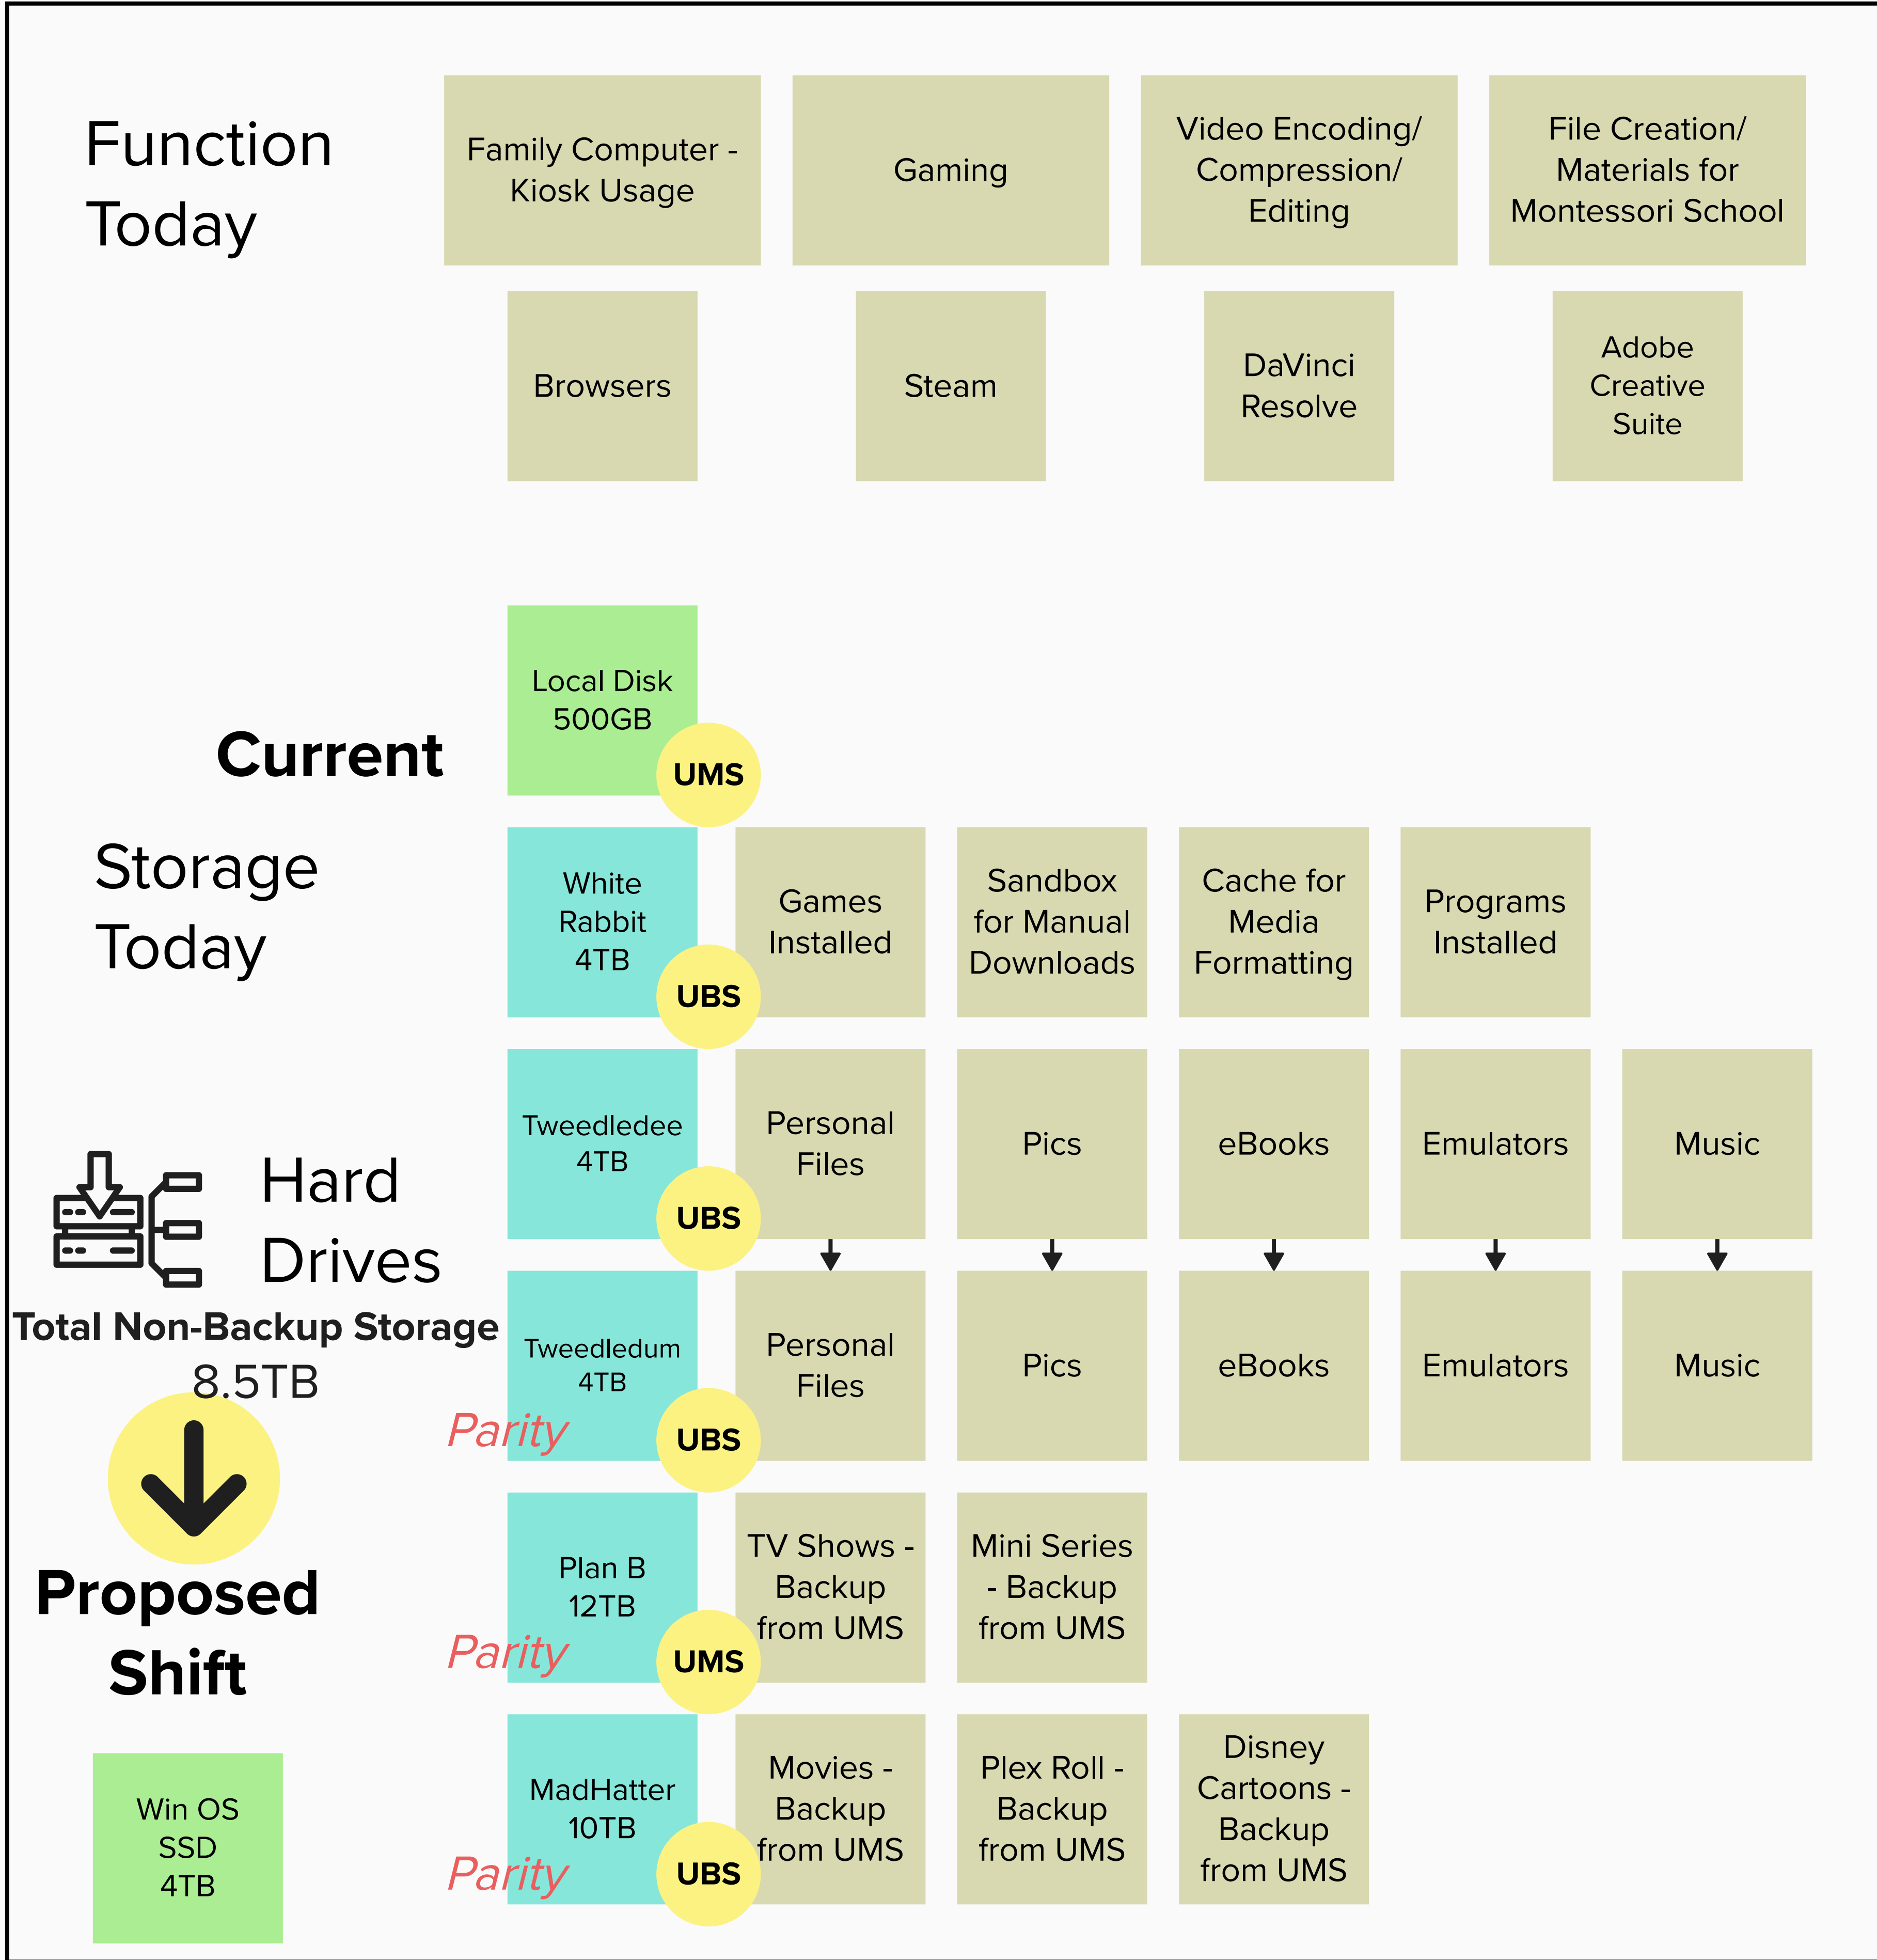 Function
Today
Family Computer -
Kiosk Usage
Gaming
Video Encoding/
Compression/
Editing
File Creation/
Materials for
Montessori School
Browsers
Steam
DaVinci
Resolve
Adobe
Creative
Suite
Current
Local Disk
500GB
UMS
Storage
Today
White
Rabbit
4TB
UBS
Games
Installed
Sandbox
for Manual
Downloads
Cache for
Media
Formatting
Programs
Installed
Hard
Drives
Tweedledee
4TB
UBS
Personal
Files
Pics
eBooks
Emulators
Music
Total Non-Backup Storage
8.5TB
Tweedledum
4TB
Parity
UBS
Personal
Files
Pics
eBooks
Emulators
Music
Proposed
Shift
Plan B
12TB
Parity
UMS
TV Shows -
Backup
from UMS
Mini Series
- Backup
from UMS
Win OS
SSD
4TB
MadHatter
10TB
Parity
UBS
Movies -
Backup
from UMS
Plex Roll -
Backup
from UMS
Disney
Cartoons -
Backup
from UMS